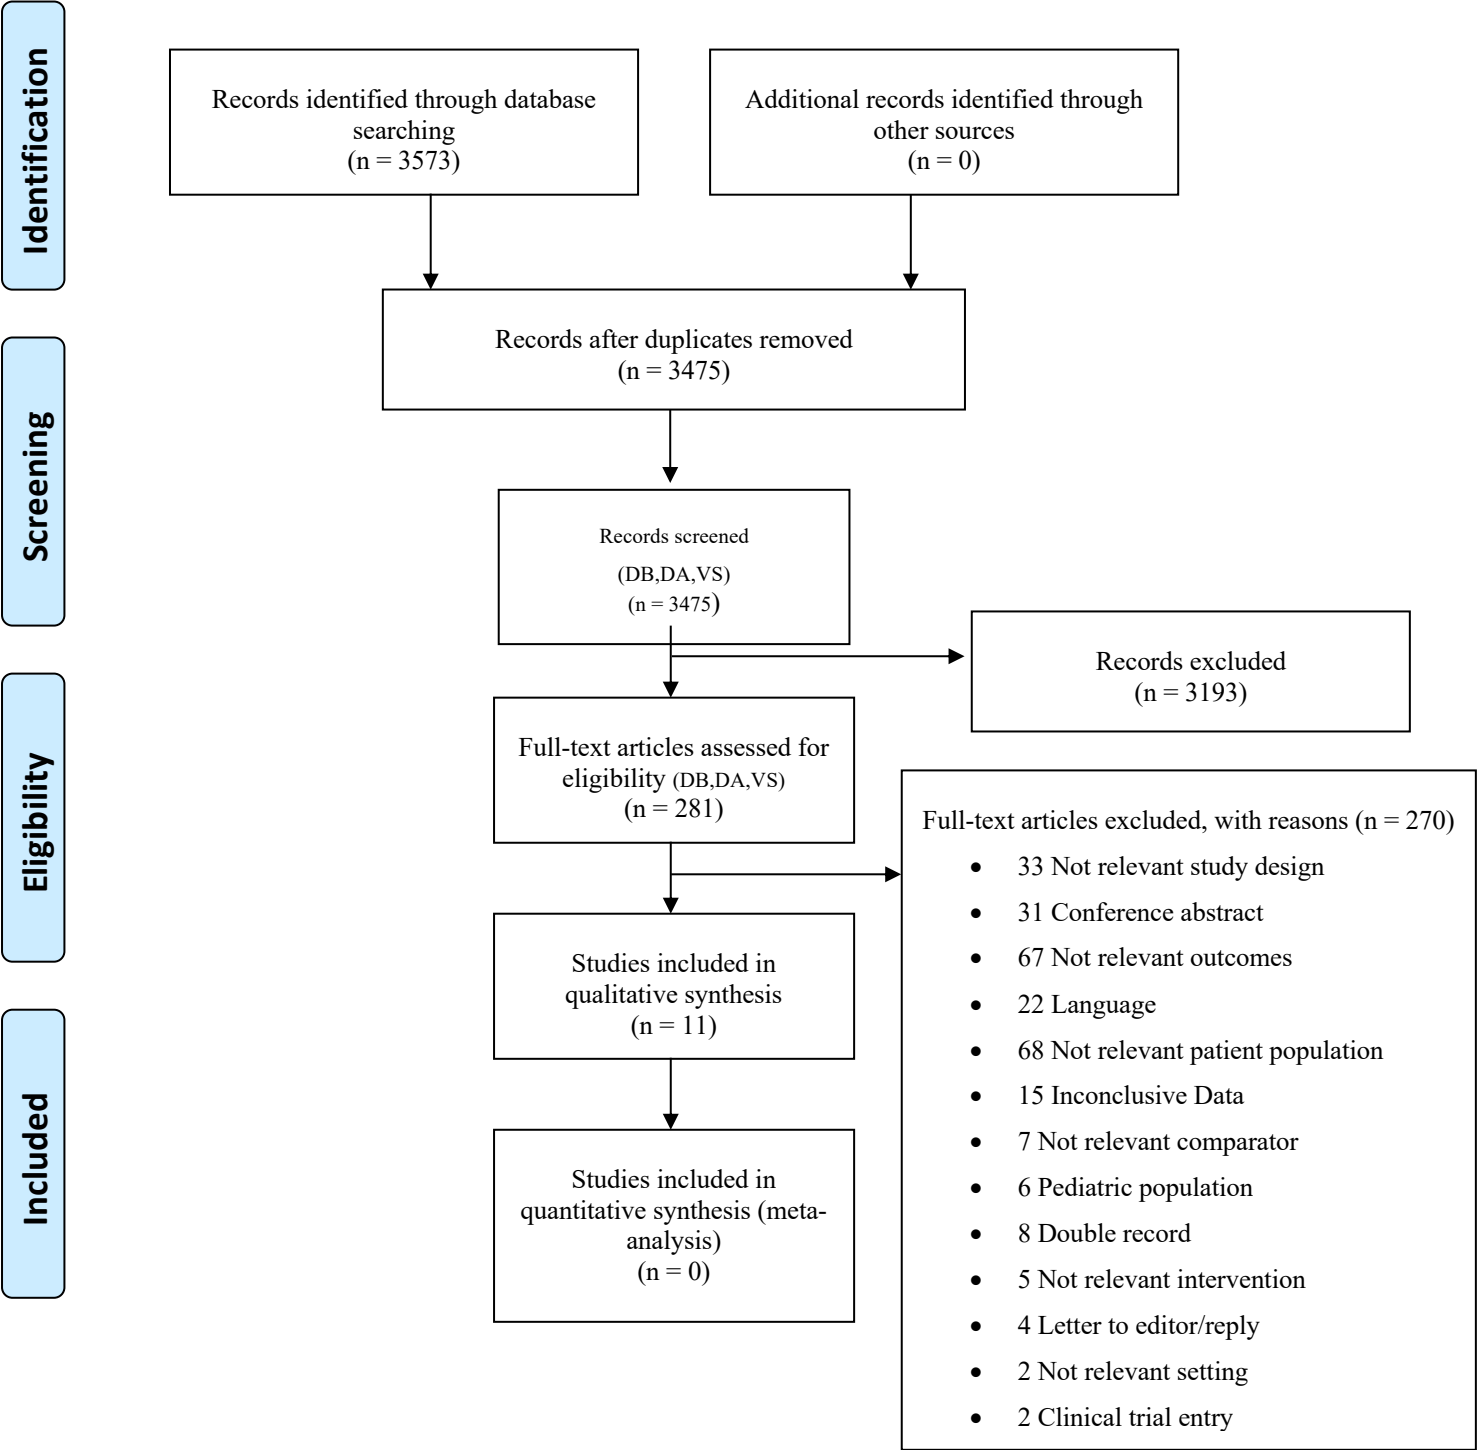 Identification
Records identified through database
searching
(n = 3573)
Additional records identified through
other sources
(n = 0)
Records after duplicates removed
(n = 3475)
Screening
Records screened
(DB,DA,VS)
(n = 3475)
Records excluded
(n = 3193)
Eligibility
Full-text articles assessed for
eligibility (DB,DA,VS)
(n = 281)
Full-text articles excluded, with reasons (n = 270)
• 33 Not relevant study design
• 31 Conference abstract
• 67 Not relevant outcomes
• 22 Language
• 68 Not relevant patient population
• 15 Inconclusive Data
• 7 Not relevant comparator
• 6 Pediatric population
• 8 Double record
• 5 Not relevant intervention
• 4 Letter to editor/reply
• 2 Not relevant setting
• 2 Clinical trial entry
Studies included in
qualitative synthesis
(n = 11)
Included
Studies included in
quantitative synthesis (meta-
analysis)
(n = 0)